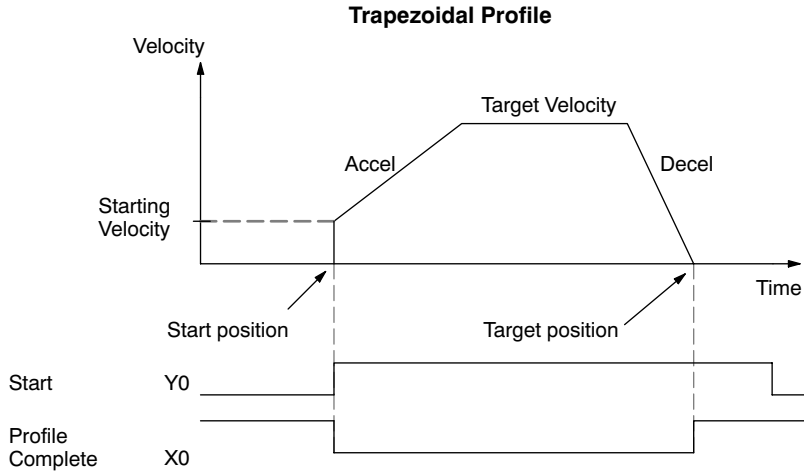 Trapezoidal Profile
Velocity
Target Velocity
Accel
Decel
Starting
Velocity
Time
Start position
Target position
Start Y0
Profile
Complete X0